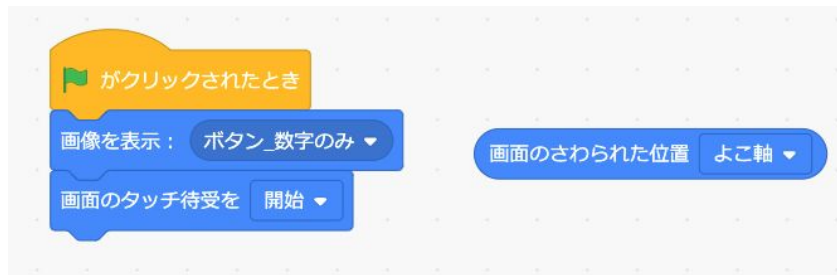 がクリックされたとき
画像を表示： ボタン_数字のみ
画面のさわられた位置 よこ軸
画面のタッチ待受を 開始